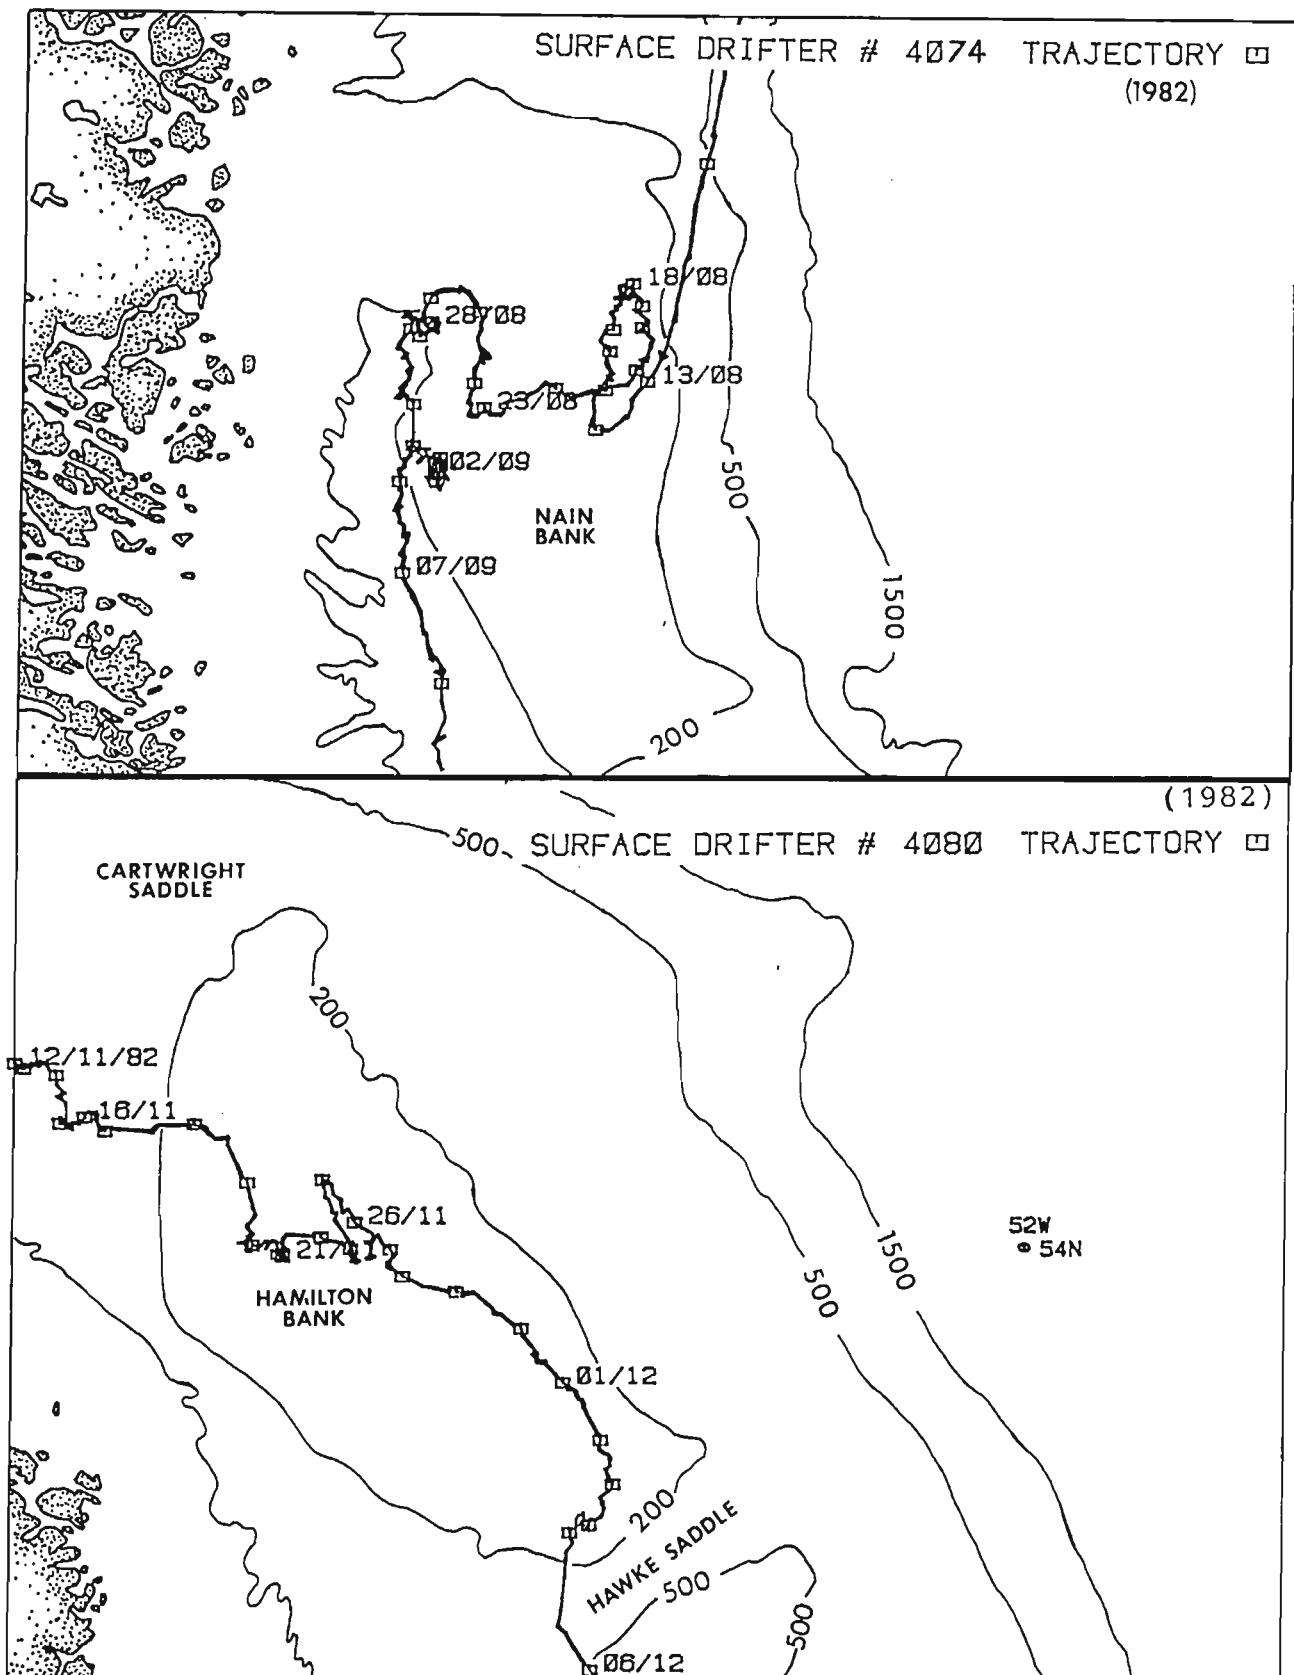 SURFACE DRIFTER # 4074 TRAJECTORY
(1982)
18/08
28/08
13/08
23/08
02/09
500
NAIN
BANK
07/09
1500
200
(1982)
500
SURFACE DRIFTER # 4080 TRAJECTORY
CARTWRIGHT
SADDLE
200
12/11/82
16/11
26/11
52W
54N
21/11
1500
500
HAMILTON
BANK
01/12
200
HAWKE SADDLE
500
500
06/12